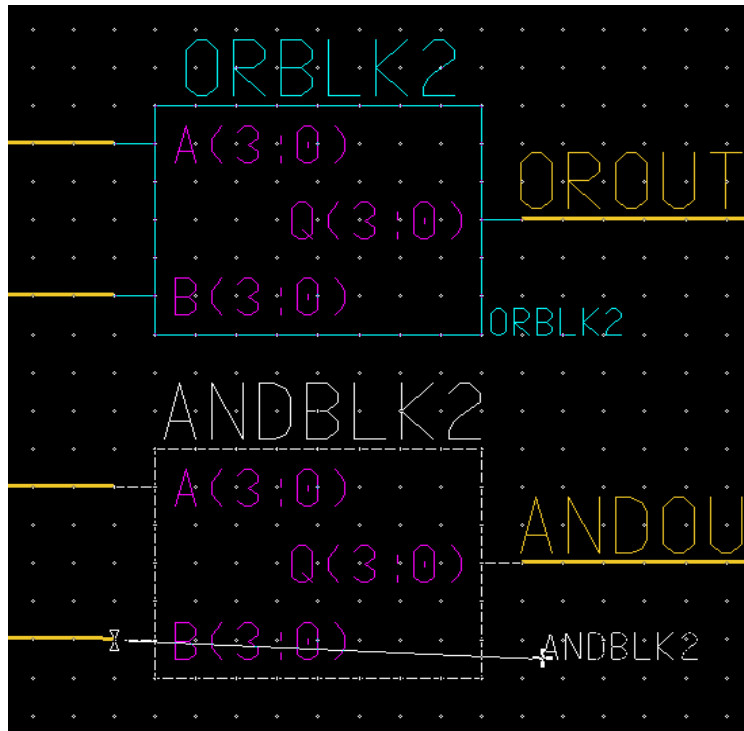 ORBLK2
A(3:0)
OROUT
Q(3:0)
B(3:0)
ORBLK2
ANDBLK2
A(3:0)
ANDOU
Q(3:0)
B(3:0)
ANDBLK2